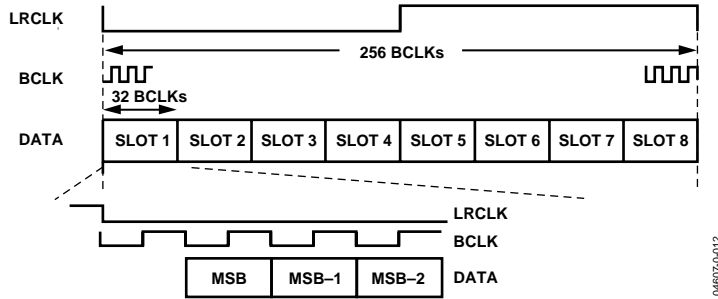 LRCLK
256 BCLKs
BCLK
32 BCLKs
DATA
SLOT 1 SLOT 2 SLOT 3 SLOT 4 SLOT 5 SLOT 6 SLOT 7 SLOT 8
LRCLK
BCLK
MSB MSB–1 MSB–2 DATA
04607-0-012